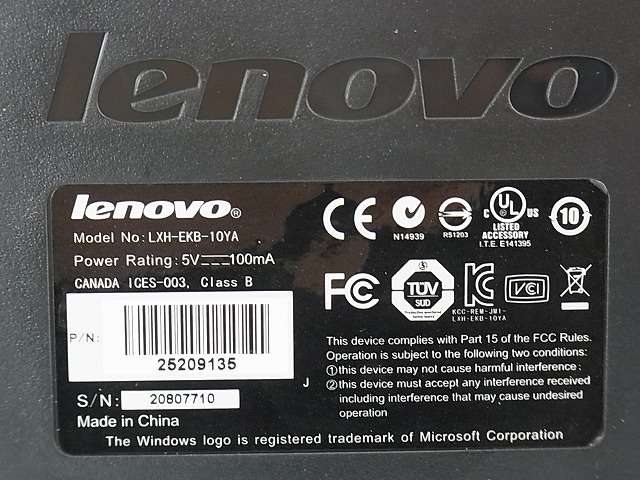 lenovo
lenovo®
Model No: LXH-EKB-10YA
Power Rating: 5V⎓100mA
CANADA ICES-003, Class B
P/N:
25209135
J
S/N: 20807710
Made in China
CE
N14939
R51203
C UL US
LISTED
ACCESSORY
I.T.E. E141395
10
FC
TÜV
SUD
KC
VCI
KCC-REM-JM1-
LXH-EKB-10YA
This device complies with Part 15 of the FCC Rules.
Operation is subject to the following two conditions:
①this device may not cause harmful interference;
②this device must accept any interference received
including interference that may cause undesired
operation
The Windows logo is registered trademark of Microsoft Corporation